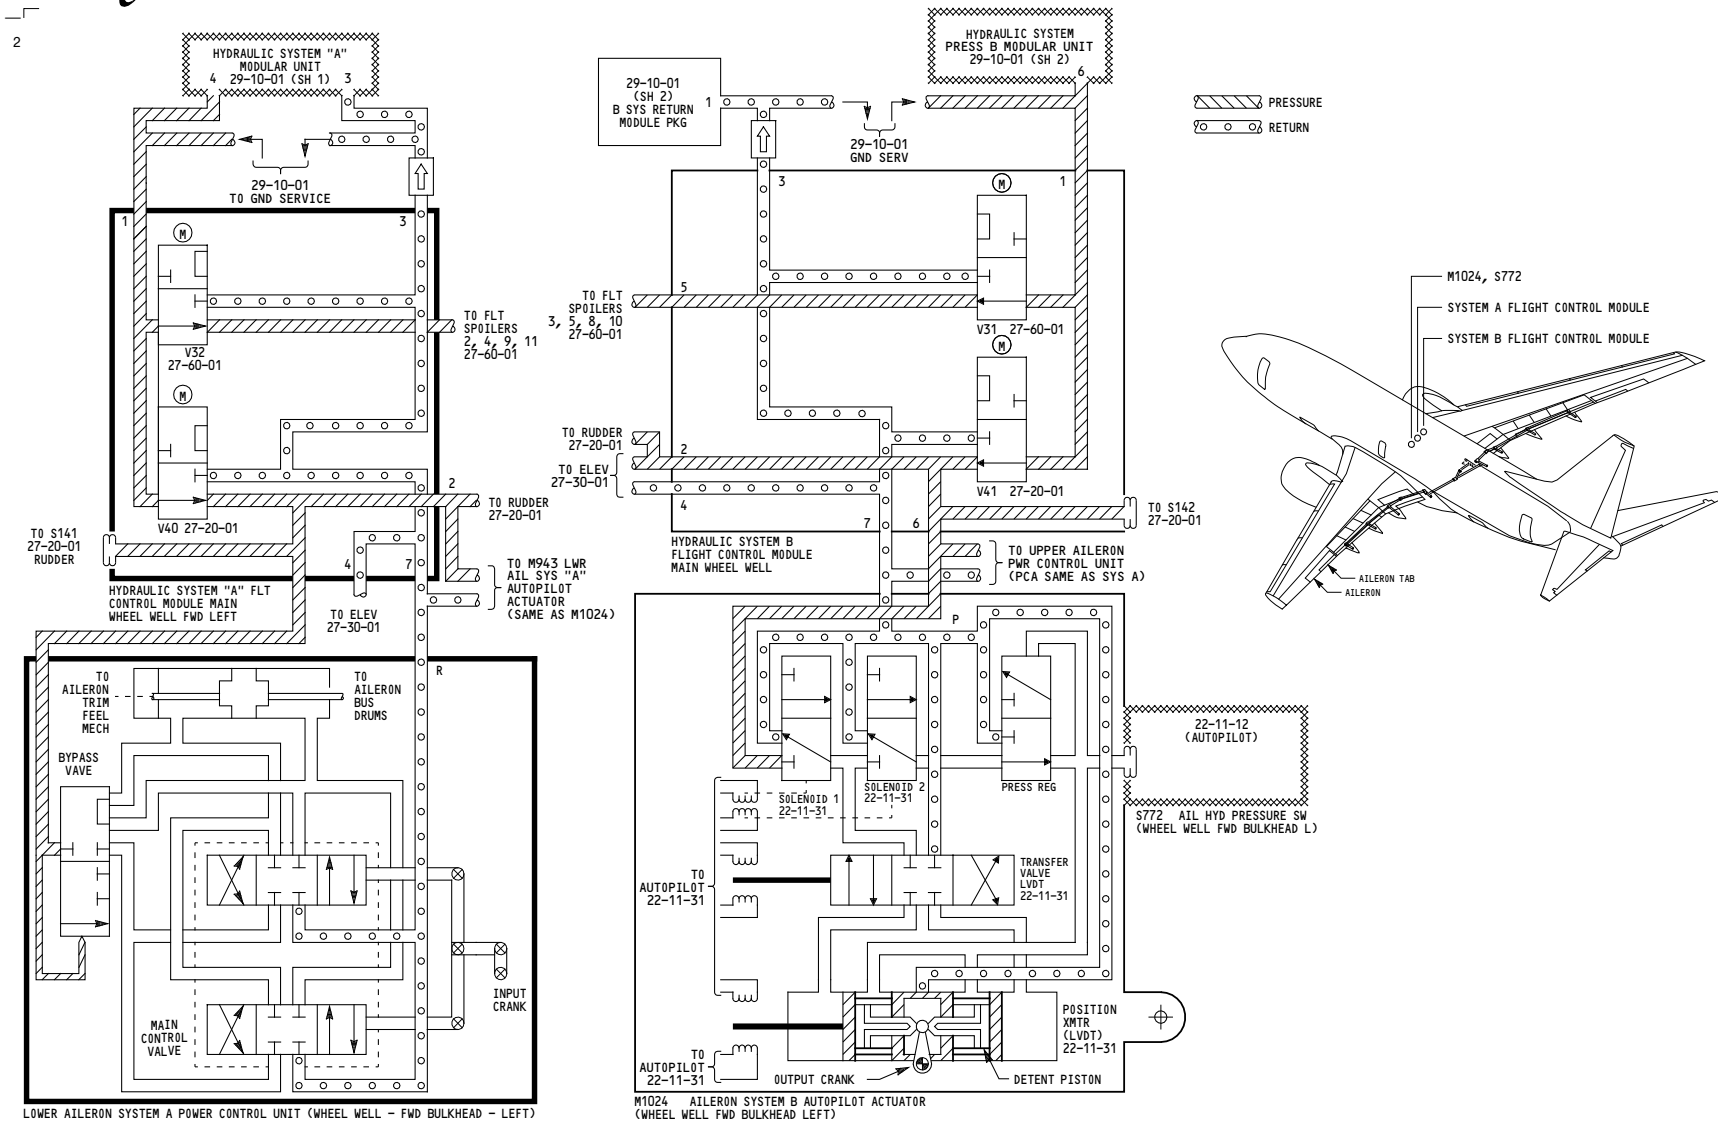 2
HYDRAULIC SYSTEM "A"
MODULAR UNIT
29-10-01 (SH 1)
4
3
29-10-01
TO GND SERVICE
1
3
M
V32
27-60-01
TO FLT
SPOILERS
2, 4, 9, 11
27-60-01
M
V40 27-20-01
2
TO RUDDER
27-20-01
TO S141
27-20-01
RUDDER
4
7
TO ELEV
27-30-01
TO M943 LWR
AIL SYS "A"
AUTOPILOT
ACTUATOR
(SAME AS M1024)
HYDRAULIC SYSTEM "A" FLT
CONTROL MODULE MAIN
WHEEL WELL FWD LEFT
R
TO
AILERON
TRIM
FEEL
MECH
TO
AILERON
BUS
DRUMS
BYPASS
VAVE
MAIN
CONTROL
VALVE
INPUT
CRANK
LOWER AILERON SYSTEM A POWER CONTROL UNIT (WHEEL WELL - FWD BULKHEAD - LEFT)
29-10-01
(SH 2)
B SYS RETURN
MODULE PKG
1
HYDRAULIC SYSTEM
PRESS B MODULAR UNIT
29-10-01 (SH 2)
6
29-10-01
GND SERV
3
1
M
V31 27-60-01
5
TO FLT
SPOILERS
3, 5, 8, 10
27-60-01
M
V41 27-20-01
TO RUDDER
27-20-01
2
TO ELEV
27-30-01
4
7
6
TO S142
27-20-01
HYDRAULIC SYSTEM B
FLIGHT CONTROL MODULE
MAIN WHEEL WELL
TO UPPER AILERON
PWR CONTROL UNIT
(PCA SAME AS SYS A)
P
SOLENOID 1
22-11-31
SOLENOID 2
22-11-31
PRESS REG
22-11-12
(AUTOPILOT)
S772 AIL HYD PRESSURE SW
(WHEEL WELL FWD BULKHEAD L)
TO
AUTOPILOT
22-11-31
TRANSFER
VALVE
LVDT
22-11-31
TO
AUTOPILOT
22-11-31
POSITION
XMTR
(LVDT)
22-11-31
OUTPUT CRANK
DETENT PISTON
M1024 AILERON SYSTEM B AUTOPILOT ACTUATOR
(WHEEL WELL FWD BULKHEAD LEFT)
PRESSURE
RETURN
M1024, S772
SYSTEM A FLIGHT CONTROL MODULE
SYSTEM B FLIGHT CONTROL MODULE
AILERON TAB
AILERON